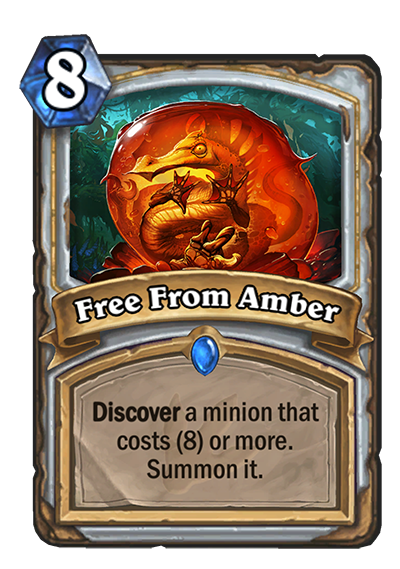 8
Free From Amber
Discover a minion that
costs (8) or more.
Summon it.